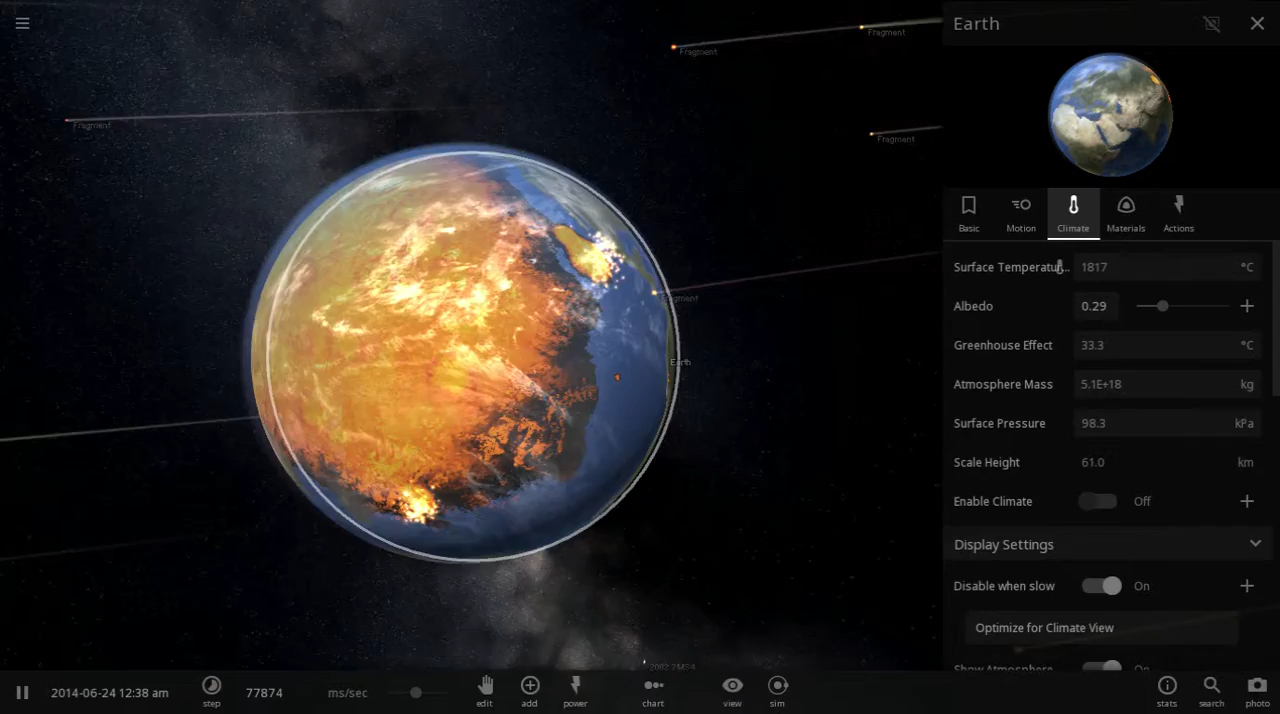 Earth
Fragment
Fragment
Fragment
Fragment
Basic
Motion
Climate
Materials
Actions
Surface Temperatu... 1817 °C
Albedo 0.29
Fragment
Greenhouse Effect 33.3 °C
Earth
Atmosphere Mass 5.1E+18 kg
Surface Pressure 98.3 kPa
Scale Height 61.0 km
Enable Climate Off
Display Settings
Disable when slow On
Optimize for Climate View
Show Atmosphere On
2014-06-24 12:38 am
step
77874 ms/sec
edit
add
power
chart
view
sim
stats
search
photo